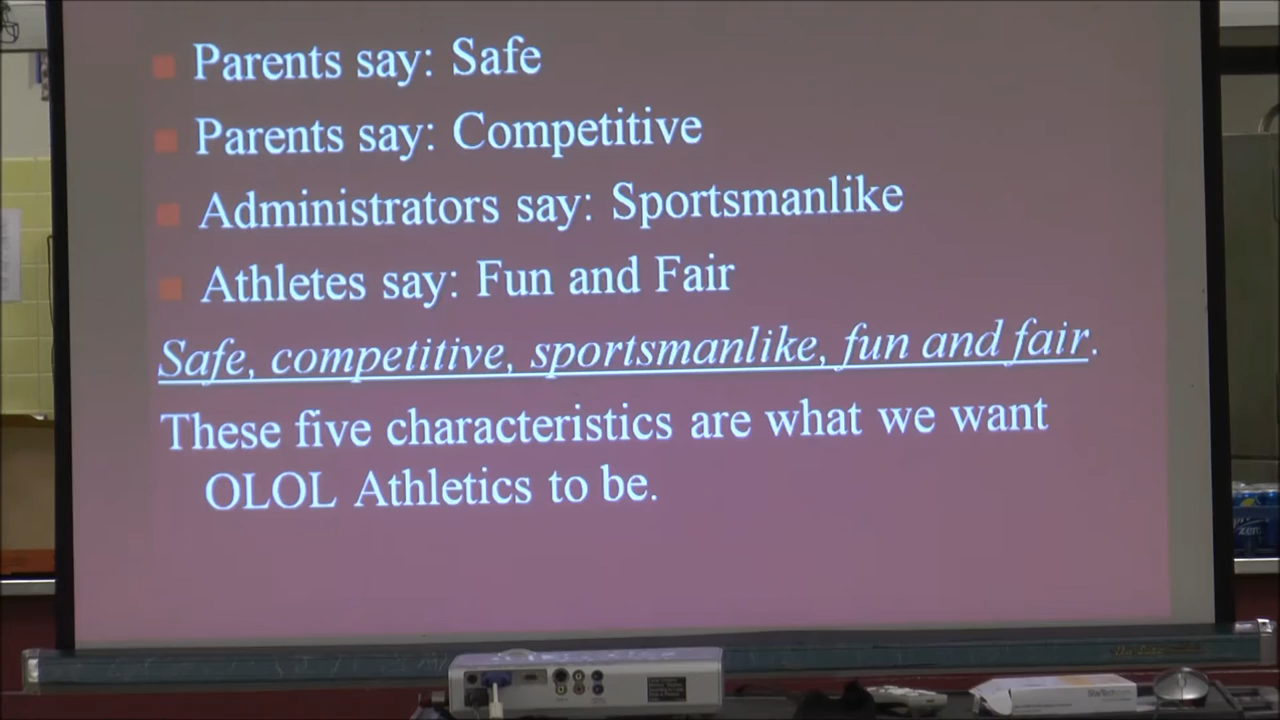 Parents say: Safe
Parents say: Competitive
Administrators say: Sportsmanlike
Athletes say: Fun and Fair
Safe, competitive, sportsmanlike, fun and fair.
These five characteristics are what we want
OLOL Athletics to be.
StarTech